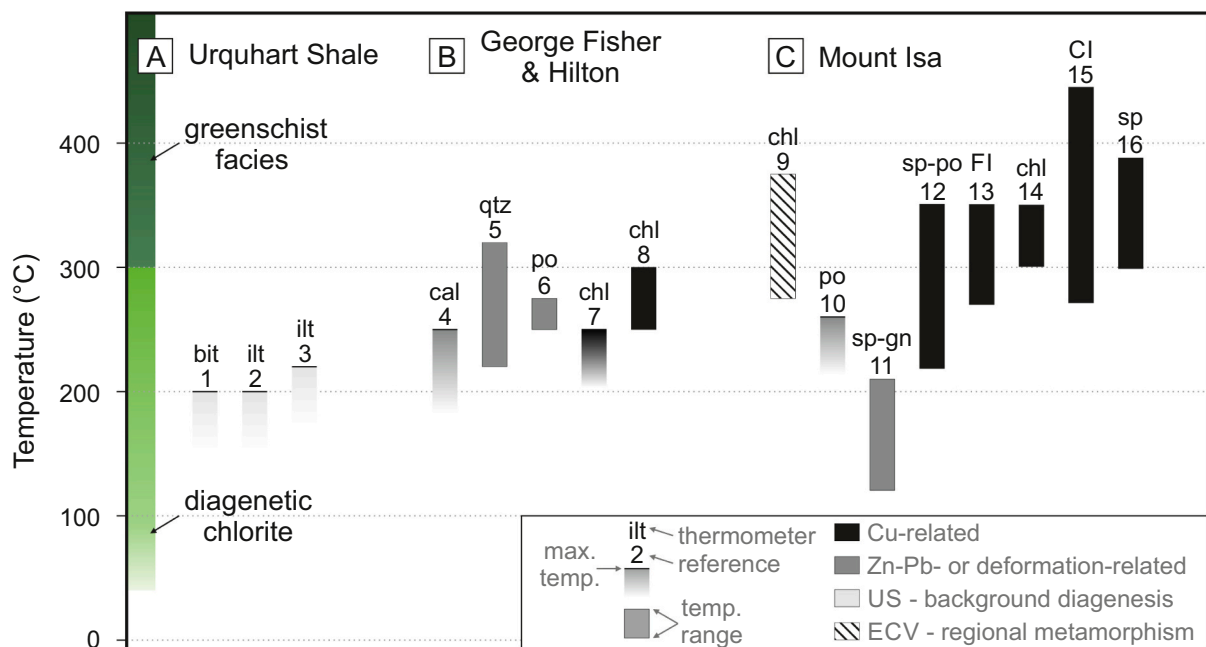 A Urquhart Shale
B George Fisher
& Hilton
C Mount Isa
Temperature (°C)
400
300
200
100
0
greenschist
facies
diagenetic
chlorite
bit
1
ilt
2
ilt
3
cal
4
qtz
5
po
6
chl
7
chl
8
chl
9
po
10
sp-gn
11
sp-po
12
FI
13
chl
14
CI
15
sp
16
ilt
2
thermometer
reference
max.
temp.
temp.
range
Cu-related
Zn-Pb- or deformation-related
US - background diagenesis
ECV - regional metamorphism